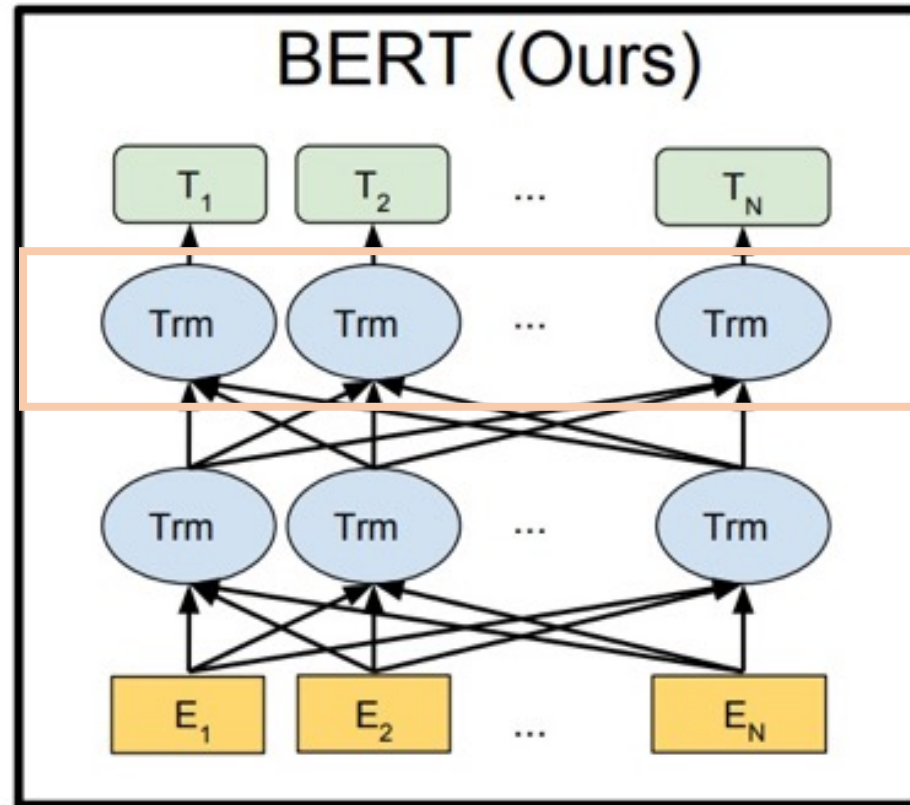 BERT (Ours)
T1 T2 ... TN
Trm Trm ... Trm
Trm Trm ... Trm
E1 E2 ... EN